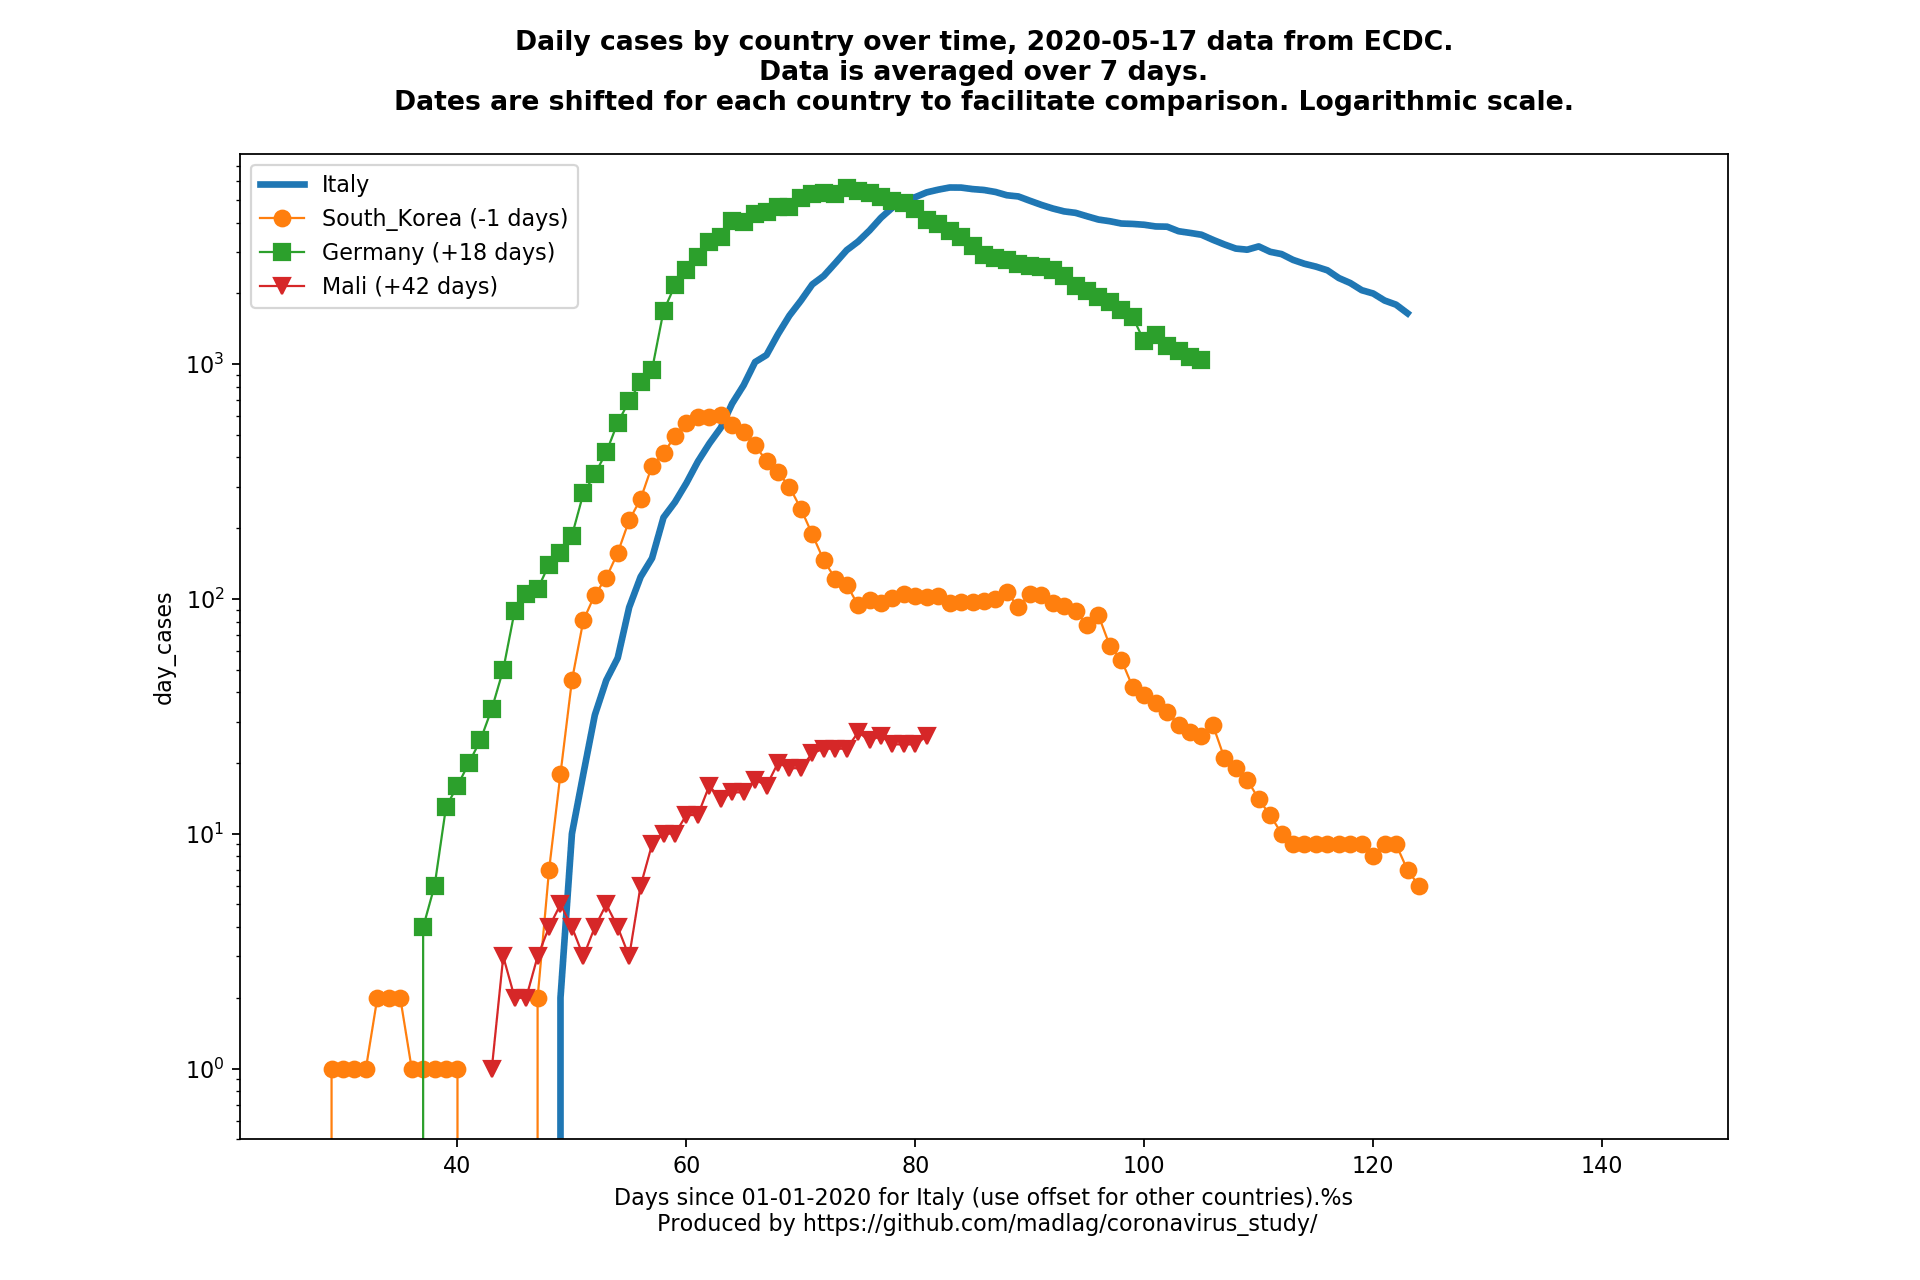 Daily cases by country over time, 2020-05-17 data from ECDC.
Data is averaged over 7 days.
Dates are shifted for each country to facilitate comparison. Logarithmic scale.
Italy
South_Korea (-1 days)
Germany (+18 days)
Mali (+42 days)
day_cases
10³
10²
10¹
10⁰
40 60 80 100 120 140
Days since 01-01-2020 for Italy (use offset for other countries).%s
Produced by https://github.com/madlag/coronavirus_study/